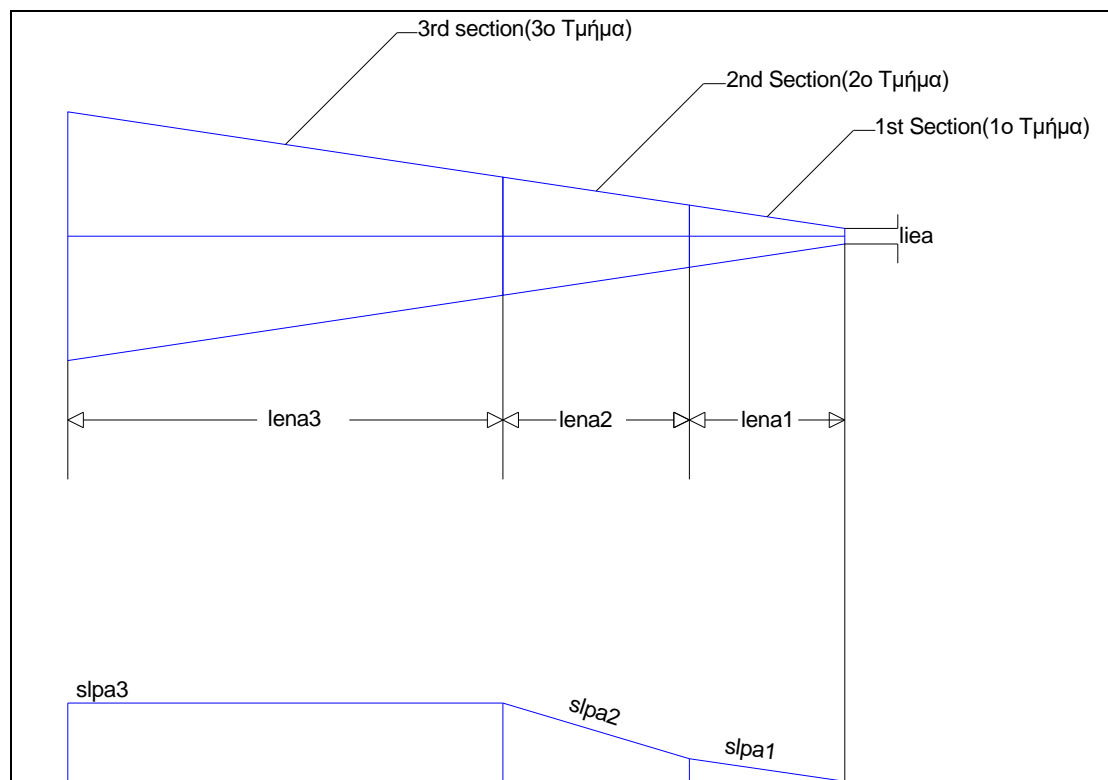 3rd section(3ο Τμήμα)
2nd Section(2ο Τμήμα)
1st Section(1ο Τμήμα)
liea
lena3
lena2
lena1
slpa3
slpa2
slpa1